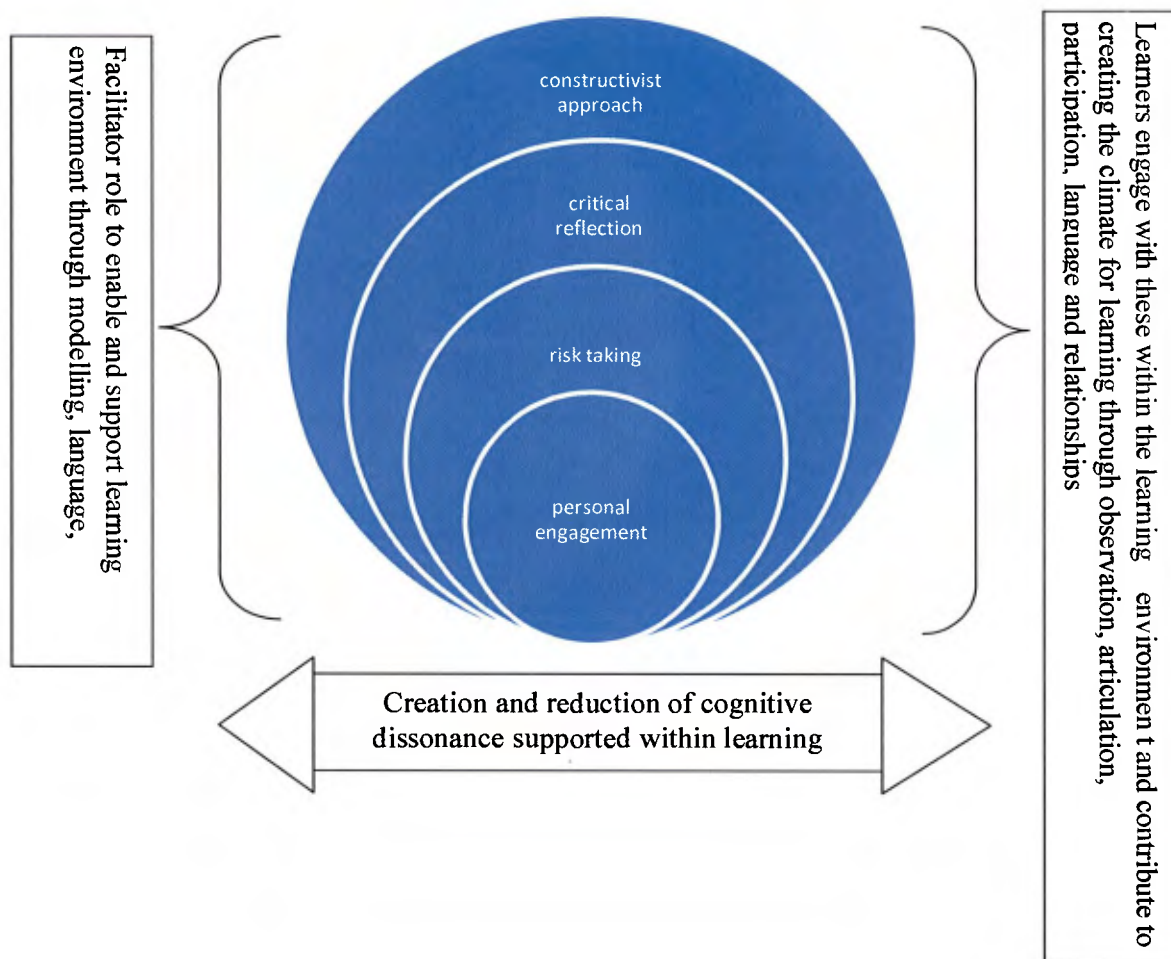 Facilitator role to enable and support learning
environment through modelling, language,
constructivist
approach
critical
reflection
risk taking
personal
engagement
Creation and reduction of cognitive
dissonance supported within learning
Learners engage with these within the learning environmen t and contribute to
creating the climate for learning through observation, articulation,
participation, language and relationships